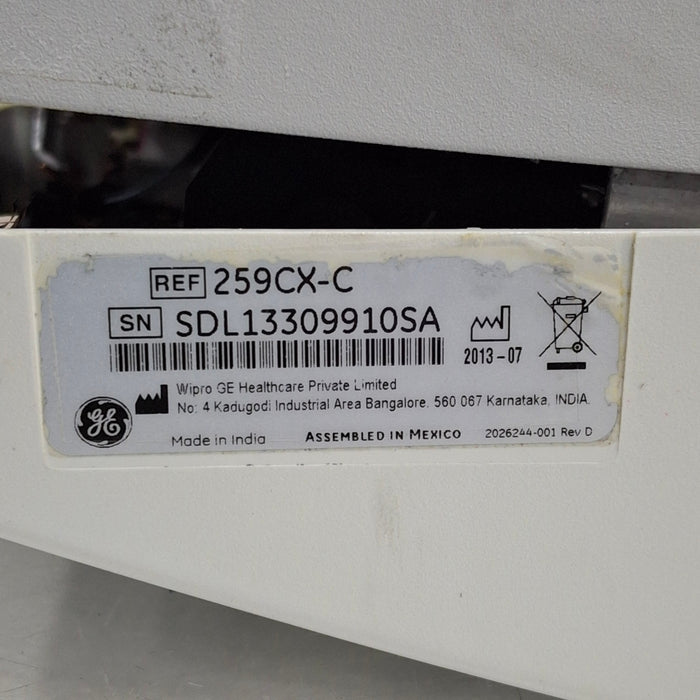 REF 259CX-C
SN SDL13309910SA
2013-07
Wipro GE Healthcare Private Limited
No: 4 Kadugodi Industrial Area Bangalore. 560 067 Karnataka, INDIA.
GE
Made in India ASSEMBLED IN MEXICO 2026244-001 Rev D